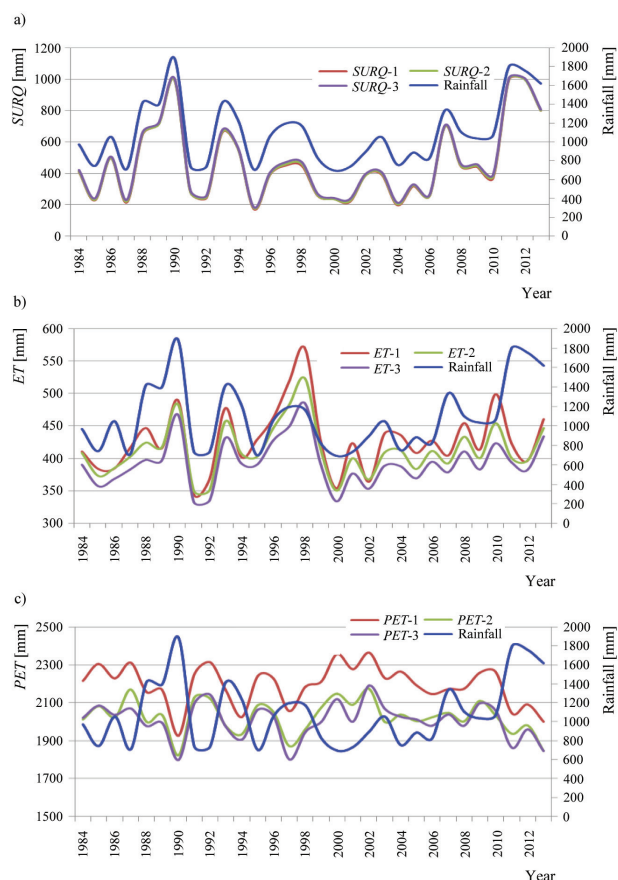 a)
SURQ [mm]
Rainfall [mm]
SURQ-1 SURQ-2
SURQ-3 Rainfall
1200
1000
800
600
400
200
0
2000
1800
1600
1400
1200
1000
800
600
400
200
0
1984 1986 1988 1990 1992 1994 1996 1998 2000 2002 2004 2006 2008 2010 2012
Year
b)
ET [mm]
Rainfall [mm]
ET-1 ET-2
ET-3 Rainfall
600
550
500
450
400
350
300
2000
1800
1600
1400
1200
1000
800
600
400
200
0
1984 1986 1988 1990 1992 1994 1996 1998 2000 2002 2004 2006 2008 2010 2012
Year
c)
PET [mm]
Rainfall [mm]
PET-1 PET-2
PET-3 Rainfall
2500
2300
2100
1900
1700
1500
2000
1800
1600
1400
1200
1000
800
600
400
200
0
1984 1986 1988 1990 1992 1994 1996 1998 2000 2002 2004 2006 2008 2010 2012
Year